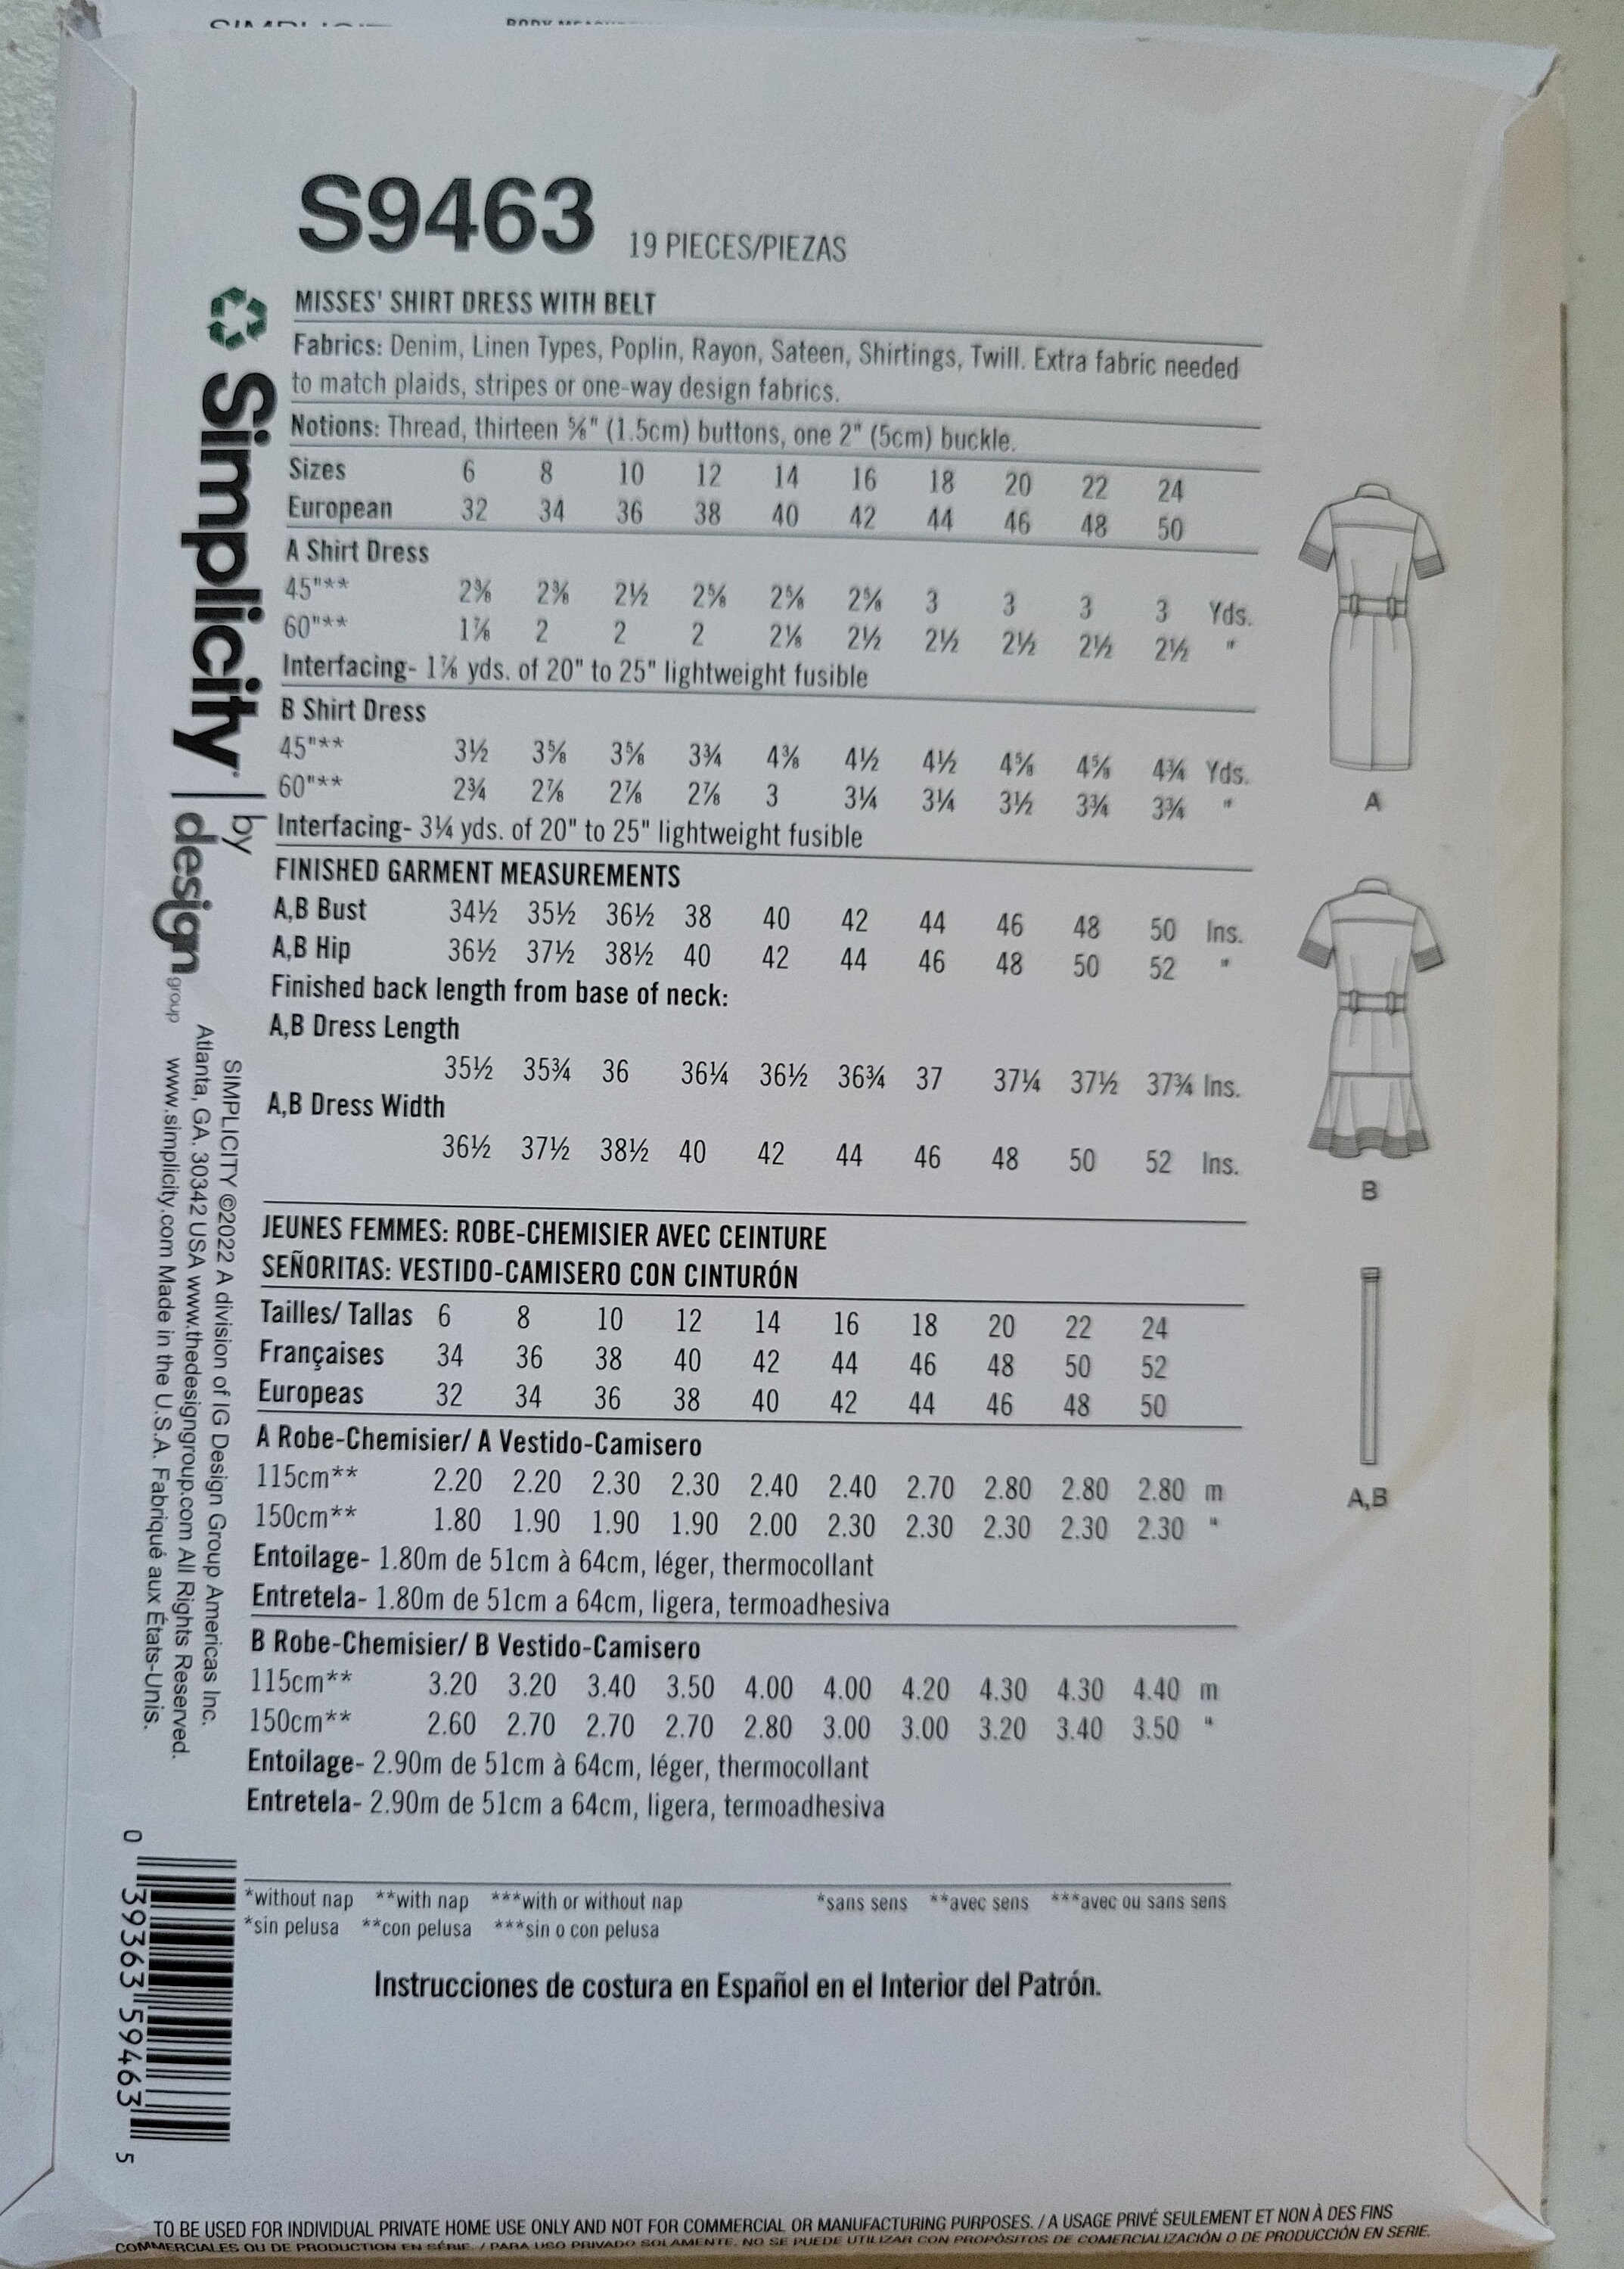 S9463 19 PIECES/PIEZAS
MISSES' SHIRT DRESS WITH BELT
Fabrics: Denim, Linen Types, Poplin, Rayon, Sateen, Shirtings, Twill. Extra fabric needed
to match plaids, stripes or one-way design fabrics.
Notions: Thread, thirteen ⅝" (1.5cm) buttons, one 2" (5cm) buckle.
Sizes 6 8 10 12 14 16 18 20 22 24
European 32 34 36 38 40 42 44 46 48 50
A Shirt Dress
45"** 2⅜ 2⅜ 2½ 2⅝ 2⅝ 2⅝ 3 3 3 3 Yds.
60"** 1⅞ 2 2 2 2⅛ 2½ 2½ 2½ 2½ 2½ "
Interfacing- 1⅞ yds. of 20" to 25" lightweight fusible
B Shirt Dress
45"** 3½ 3⅝ 3⅝ 3¾ 4⅜ 4½ 4½ 4⅝ 4⅝ 4¾ Yds.
60"** 2¾ 2⅞ 2⅞ 2⅞ 3 3¼ 3¼ 3½ 3¾ 3¾ "
Interfacing- 3¼ yds. of 20" to 25" lightweight fusible
FINISHED GARMENT MEASUREMENTS
A,B Bust 34½ 35½ 36½ 38 40 42 44 46 48 50 Ins.
A,B Hip 36½ 37½ 38½ 40 42 44 46 48 50 52 "
Finished back length from base of neck:
A,B Dress Length
35½ 35¾ 36 36¼ 36½ 36¾ 37 37¼ 37½ 37¾ Ins.
A,B Dress Width
36½ 37½ 38½ 40 42 44 46 48 50 52 Ins.
JEUNES FEMMES: ROBE-CHEMISIER AVEC CEINTURE
SEÑORITAS: VESTIDO-CAMISERO CON CINTURÓN
Tailles/ Tallas 6 8 10 12 14 16 18 20 22 24
Françaises 34 36 38 40 42 44 46 48 50 52
Europeas 32 34 36 38 40 42 44 46 48 50
A Robe-Chemisier/ A Vestido-Camisero
115cm** 2.20 2.20 2.30 2.30 2.40 2.40 2.70 2.80 2.80 2.80 m
150cm** 1.80 1.90 1.90 1.90 2.00 2.30 2.30 2.30 2.30 2.30 "
Entoilage- 1.80m de 51cm à 64cm, léger, thermocollant
Entretela- 1.80m de 51cm a 64cm, ligera, termoadhesiva
B Robe-Chemisier/ B Vestido-Camisero
115cm** 3.20 3.20 3.40 3.50 4.00 4.00 4.20 4.30 4.30 4.40 m
150cm** 2.60 2.70 2.70 2.70 2.80 3.00 3.00 3.20 3.40 3.50 "
Entoilage- 2.90m de 51cm à 64cm, léger, thermocollant
Entretela- 2.90m de 51cm a 64cm, ligera, termoadhesiva
*without nap **with nap ***with or without nap *sans sens **avec sens ***avec ou sans sens
*sin pelusa **con pelusa ***sin o con pelusa
Instrucciones de costura en Español en el Interior del Patrón.
A
B
A,B
Simplicity
by
design
group
SIMPLICITY ©2022 A division of IG Design Group Americas Inc.
Atlanta, GA. 30342 USA www.thedesigngroup.com All Rights Reserved.
www.simplicity.com Made in the U.S.A. Fabriqué aux États-Unis.
0 39363 59463 5
TO BE USED FOR INDIVIDUAL PRIVATE HOME USE ONLY AND NOT FOR COMMERCIAL OR MANUFACTURING PURPOSES. / A USAGE PRIVÉ SEULEMENT ET NON À DES FINS
COMMERCIALES OU DE PRODUCTION EN SÉRIE. / PARA USO PRIVADO SOLAMENTE. NO SE PUEDE UTILIZAR CON PROPÓSITOS DE COMERCIALIZACIÓN O DE PRODUCCIÓN EN SERIE.